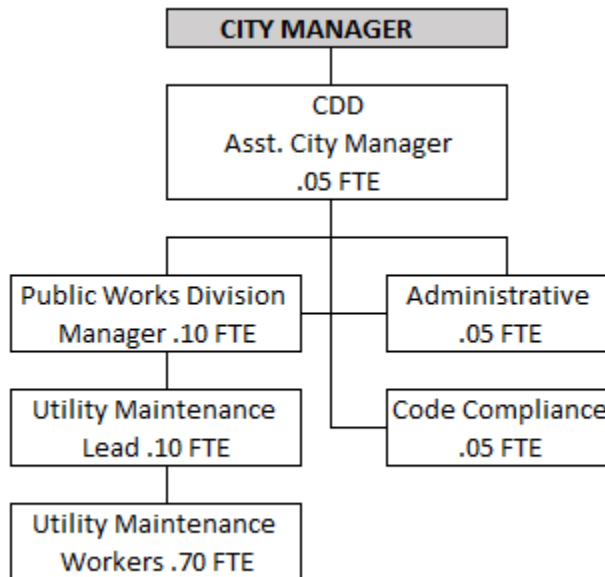 CITY MANAGER
CDD
Asst. City Manager
.05 FTE
Public Works Division
Manager .10 FTE
Administrative
.05 FTE
Utility Maintenance
Lead .10 FTE
Code Compliance
.05 FTE
Utility Maintenance
Workers .70 FTE